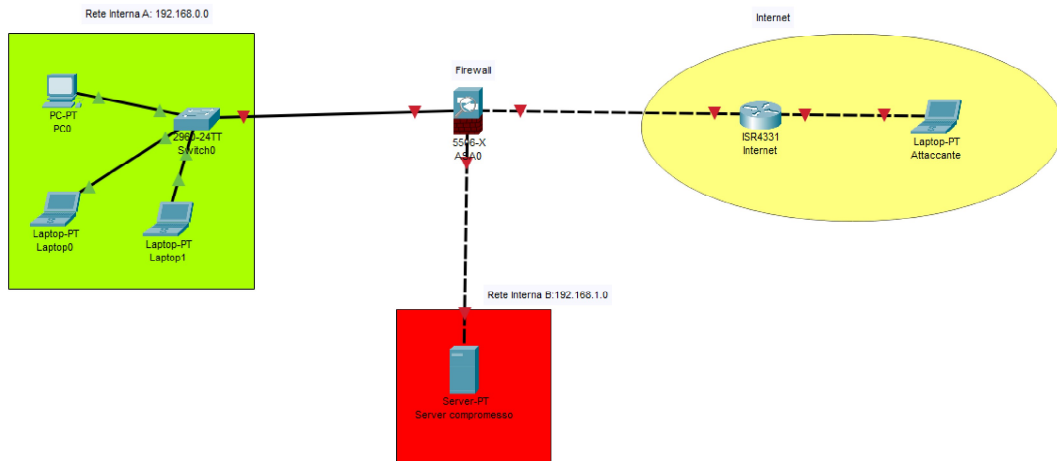 Rete Interna A: 192.168.0.0
Internet
Firewall
PC-PT
PC0
2960-24TT
Switch0
5506-X
ASA0
ISR4331
Internet
Laptop-PT
Attaccante
Laptop-PT
Laptop0
Laptop-PT
Laptop1
Rete Interna B:192.168.1.0
Server-PT
Server compromesso